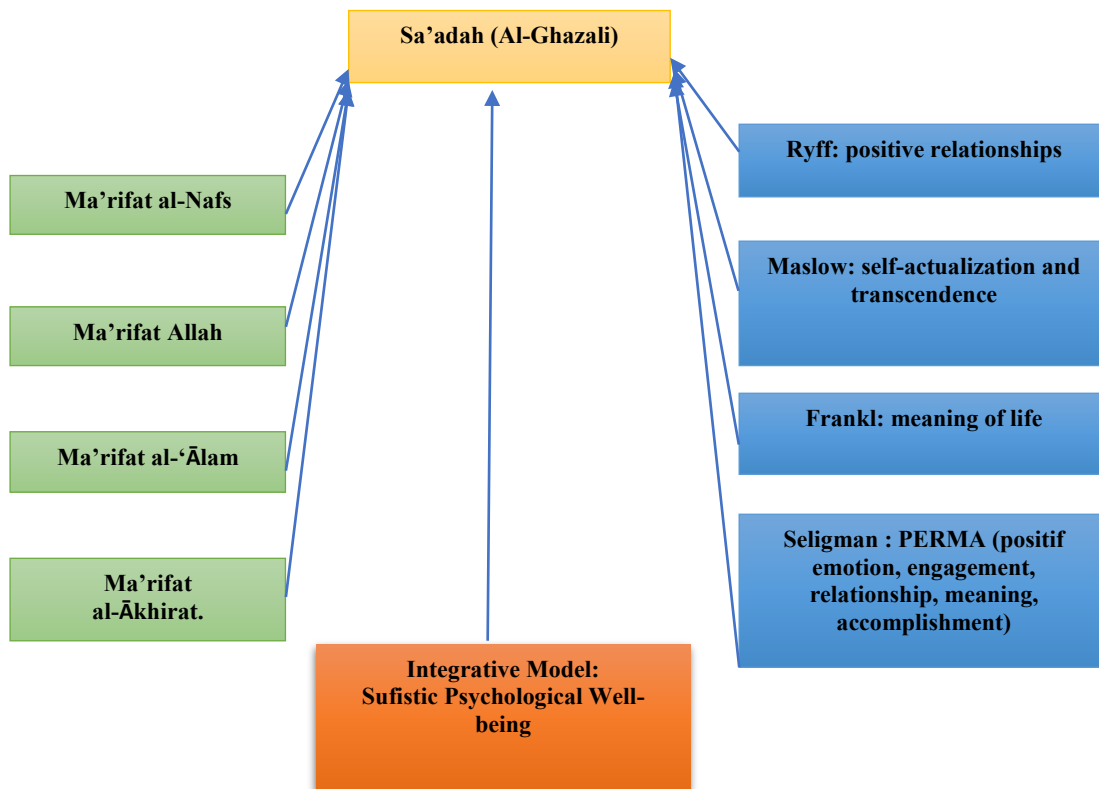 Sa’adah (Al-Ghazali)
Ma’rifat al-Nafs
Ma’rifat Allah
Ma’rifat al-‘Ālam
Ma’rifat
al-Ākhirat.
Integrative Model:
Sufistic Psychological Well-
being
Ryff: positive relationships
Maslow: self-actualization and
transcendence
Frankl: meaning of life
Seligman : PERMA (positif
emotion, engagement,
relationship, meaning,
accomplishment)